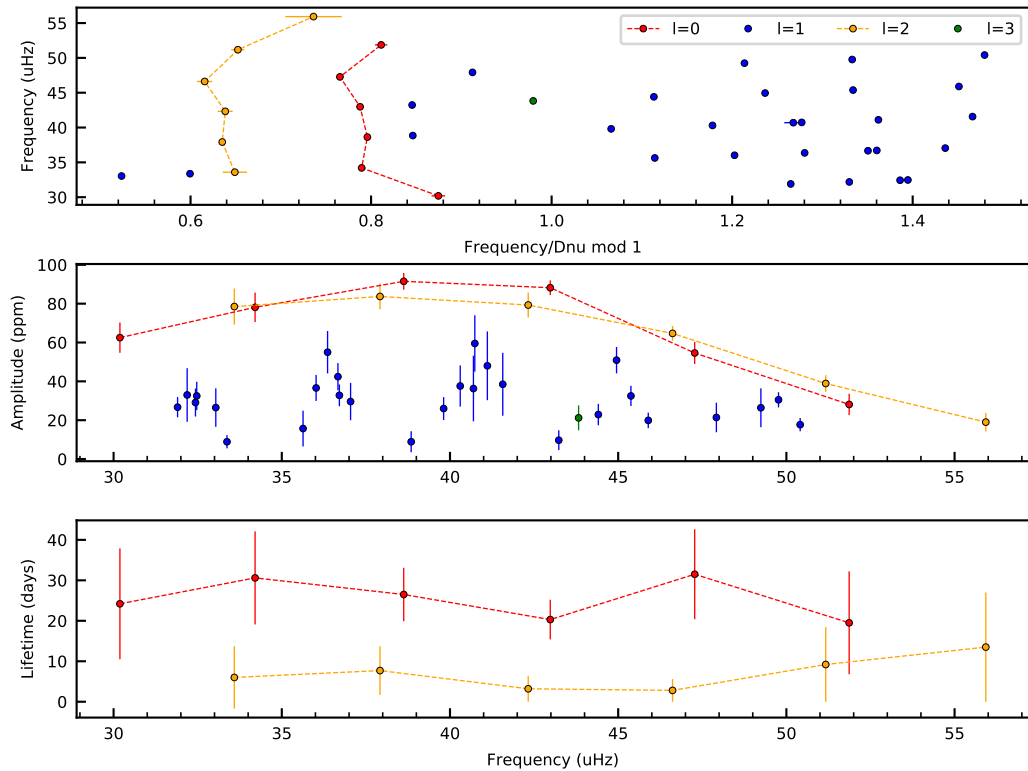 55
50
45
40
35
30
Frequency (uHz)
l=0 l=1 l=2 l=3
0.6 0.8 1.0 1.2 1.4
Frequency/Dnu mod 1
100
80
60
40
20
0
Amplitude (ppm)
30 35 40 45 50 55
40
30
20
10
0
Lifetime (days)
30 35 40 45 50 55
Frequency (uHz)